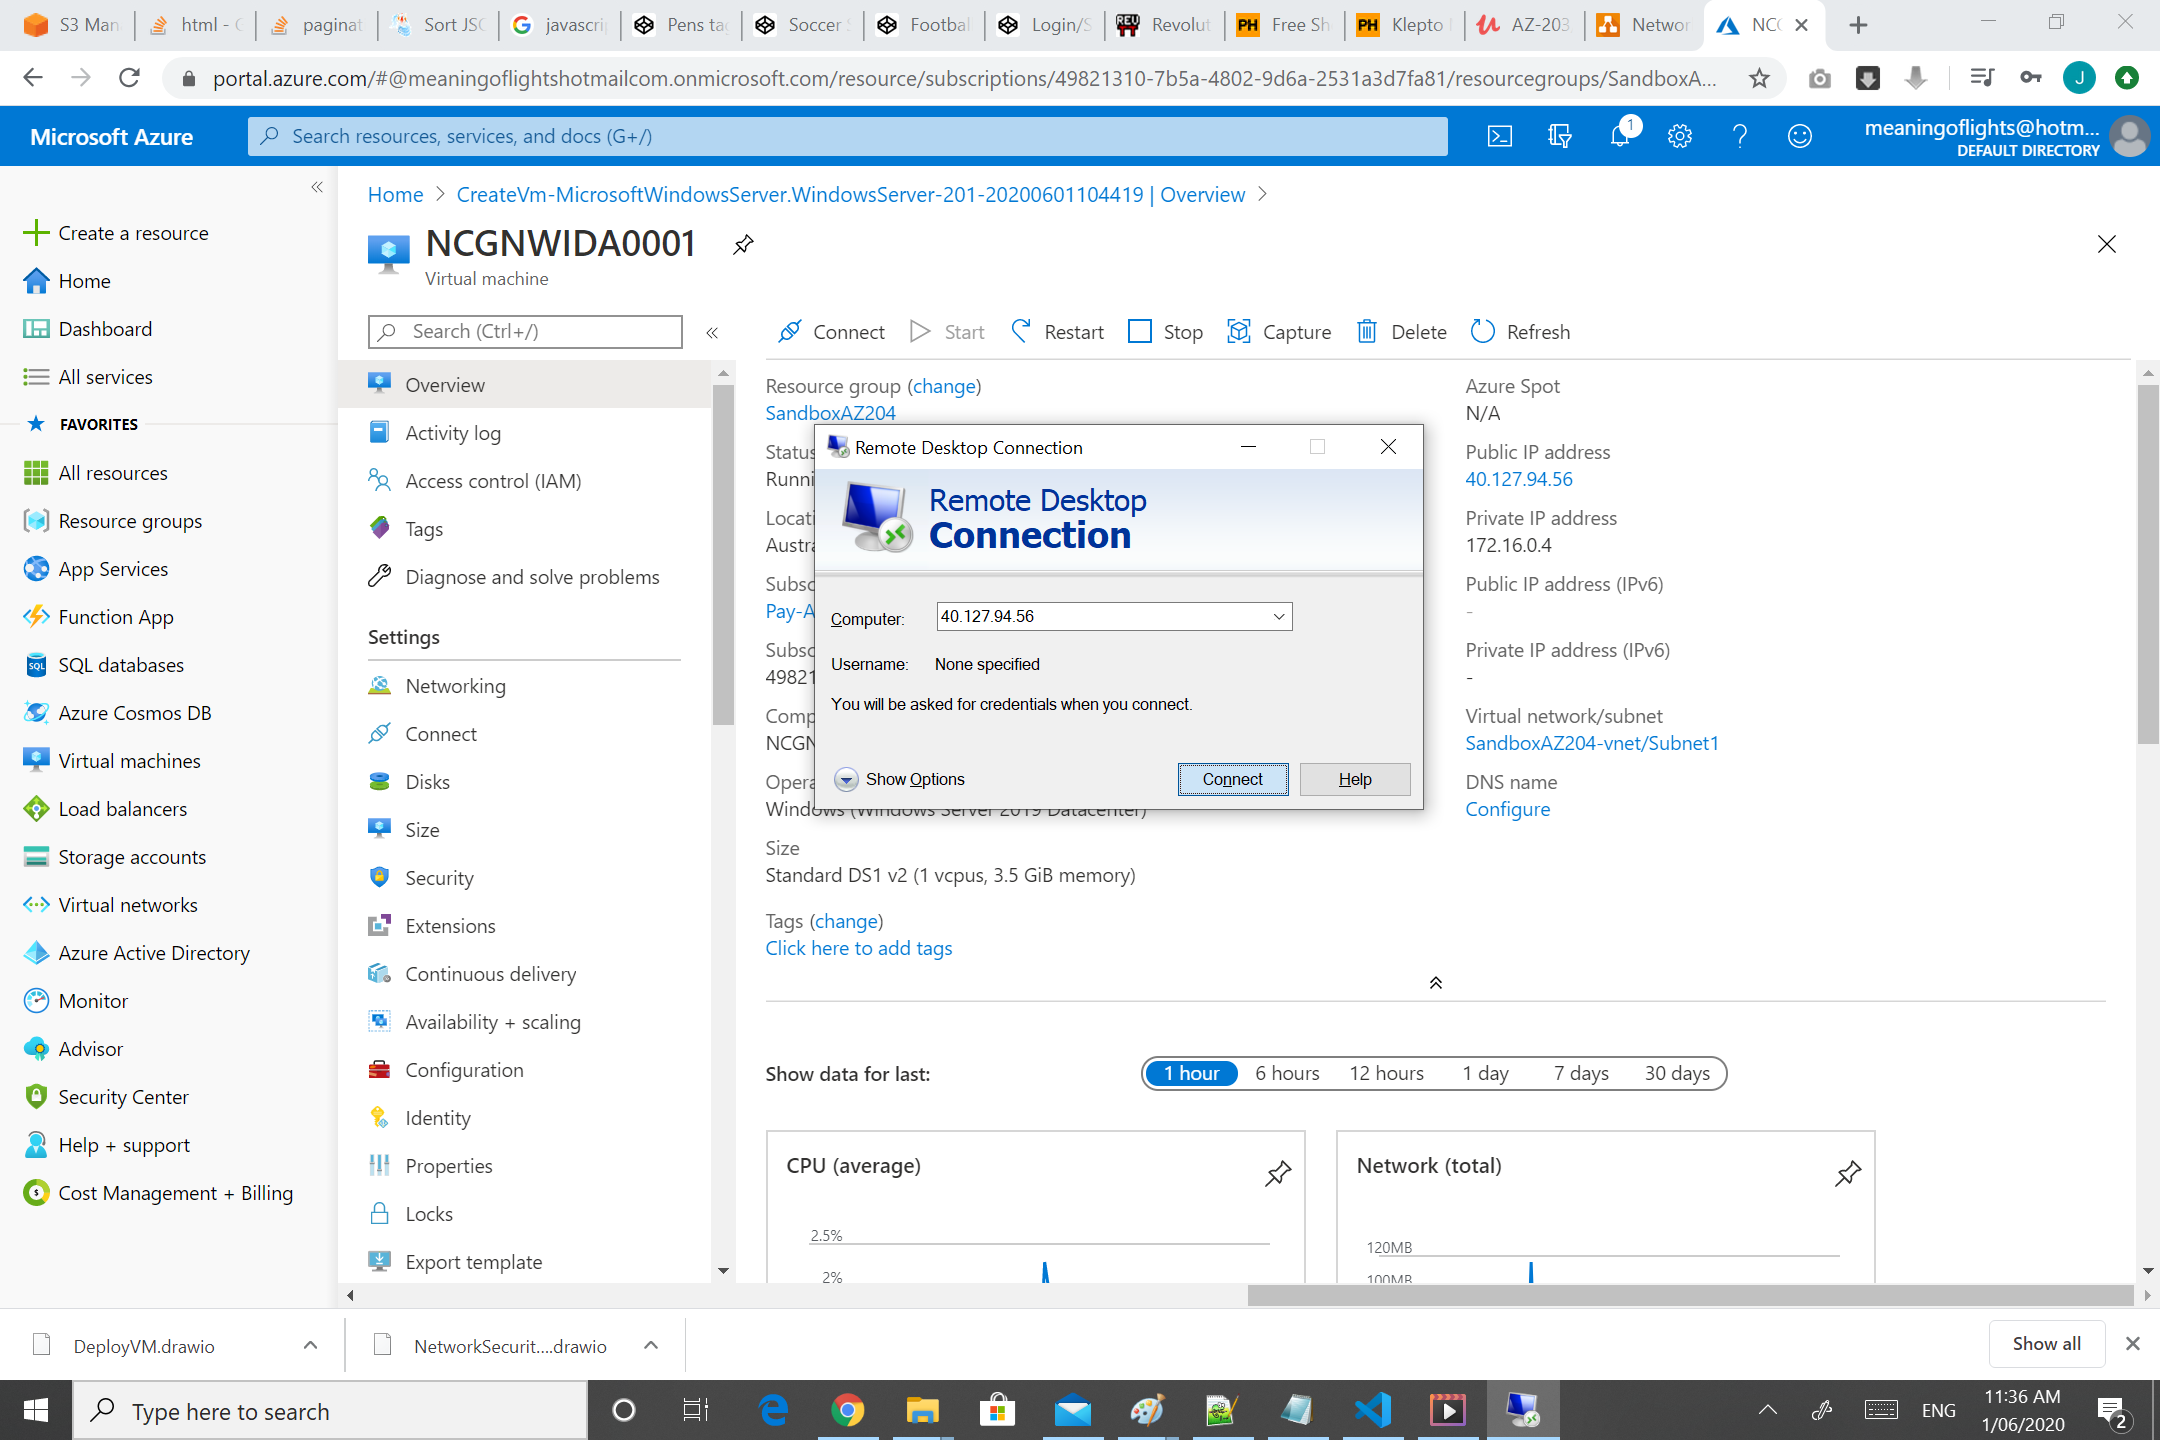 S3 Man
html - C
paginat
Sort JSC
javascrip
Pens tag
Soccer S
Footbal
Login/S
Revolut
Free Sh
Klepto
AZ-203
Networ
NCG
portal.azure.com/#@meaningoflightshotmailcom.onmicrosoft.com/resource/subscriptions/49821310-7b5a-4802-9d6a-2531a3d7fa81/resourcegroups/SandboxA...
J
Microsoft Azure
Search resources, services, and docs (G+/)
1
meaningoflights@hotm...
DEFAULT DIRECTORY
Create a resource
Home
Dashboard
All services
FAVORITES
All resources
Resource groups
App Services
Function App
SQL databases
Azure Cosmos DB
Virtual machines
Load balancers
Storage accounts
Virtual networks
Azure Active Directory
Monitor
Advisor
Security Center
Help + support
Cost Management + Billing
Home > CreateVm-MicrosoftWindowsServer.WindowsServer-201-20200601104419 | Overview >
NCGNWIDA0001
Virtual machine
Search (Ctrl+/)
Overview
Activity log
Access control (IAM)
Tags
Diagnose and solve problems
Settings
Networking
Connect
Disks
Size
Security
Extensions
Continuous delivery
Availability + scaling
Configuration
Identity
Properties
Locks
Export template
Connect
Start
Restart
Stop
Capture
Delete
Refresh
Resource group (change)
SandboxAZ204
Status
Runni
Locati
Austra
Subsc
Pay-A
Subsc
49821
Comp
NCGN
Opera
Windows (Windows Server 2019 Datacenter)
Size
Standard DS1 v2 (1 vcpus, 3.5 GiB memory)
Tags (change)
Click here to add tags
Azure Spot
N/A
Public IP address
40.127.94.56
Private IP address
172.16.0.4
Public IP address (IPv6)
-
Private IP address (IPv6)
-
Virtual network/subnet
SandboxAZ204-vnet/Subnet1
DNS name
Configure
Remote Desktop Connection
Remote Desktop
Connection
Computer:
40.127.94.56
Username:
None specified
You will be asked for credentials when you connect.
Show Options
Connect
Help
Show data for last:
1 hour
6 hours
12 hours
1 day
7 days
30 days
CPU (average)
2.5%
2%
Network (total)
120MB
100MB
DeployVM.drawio
NetworkSecurit....drawio
Show all
Type here to search
ENG
11:36 AM
1/06/2020
2